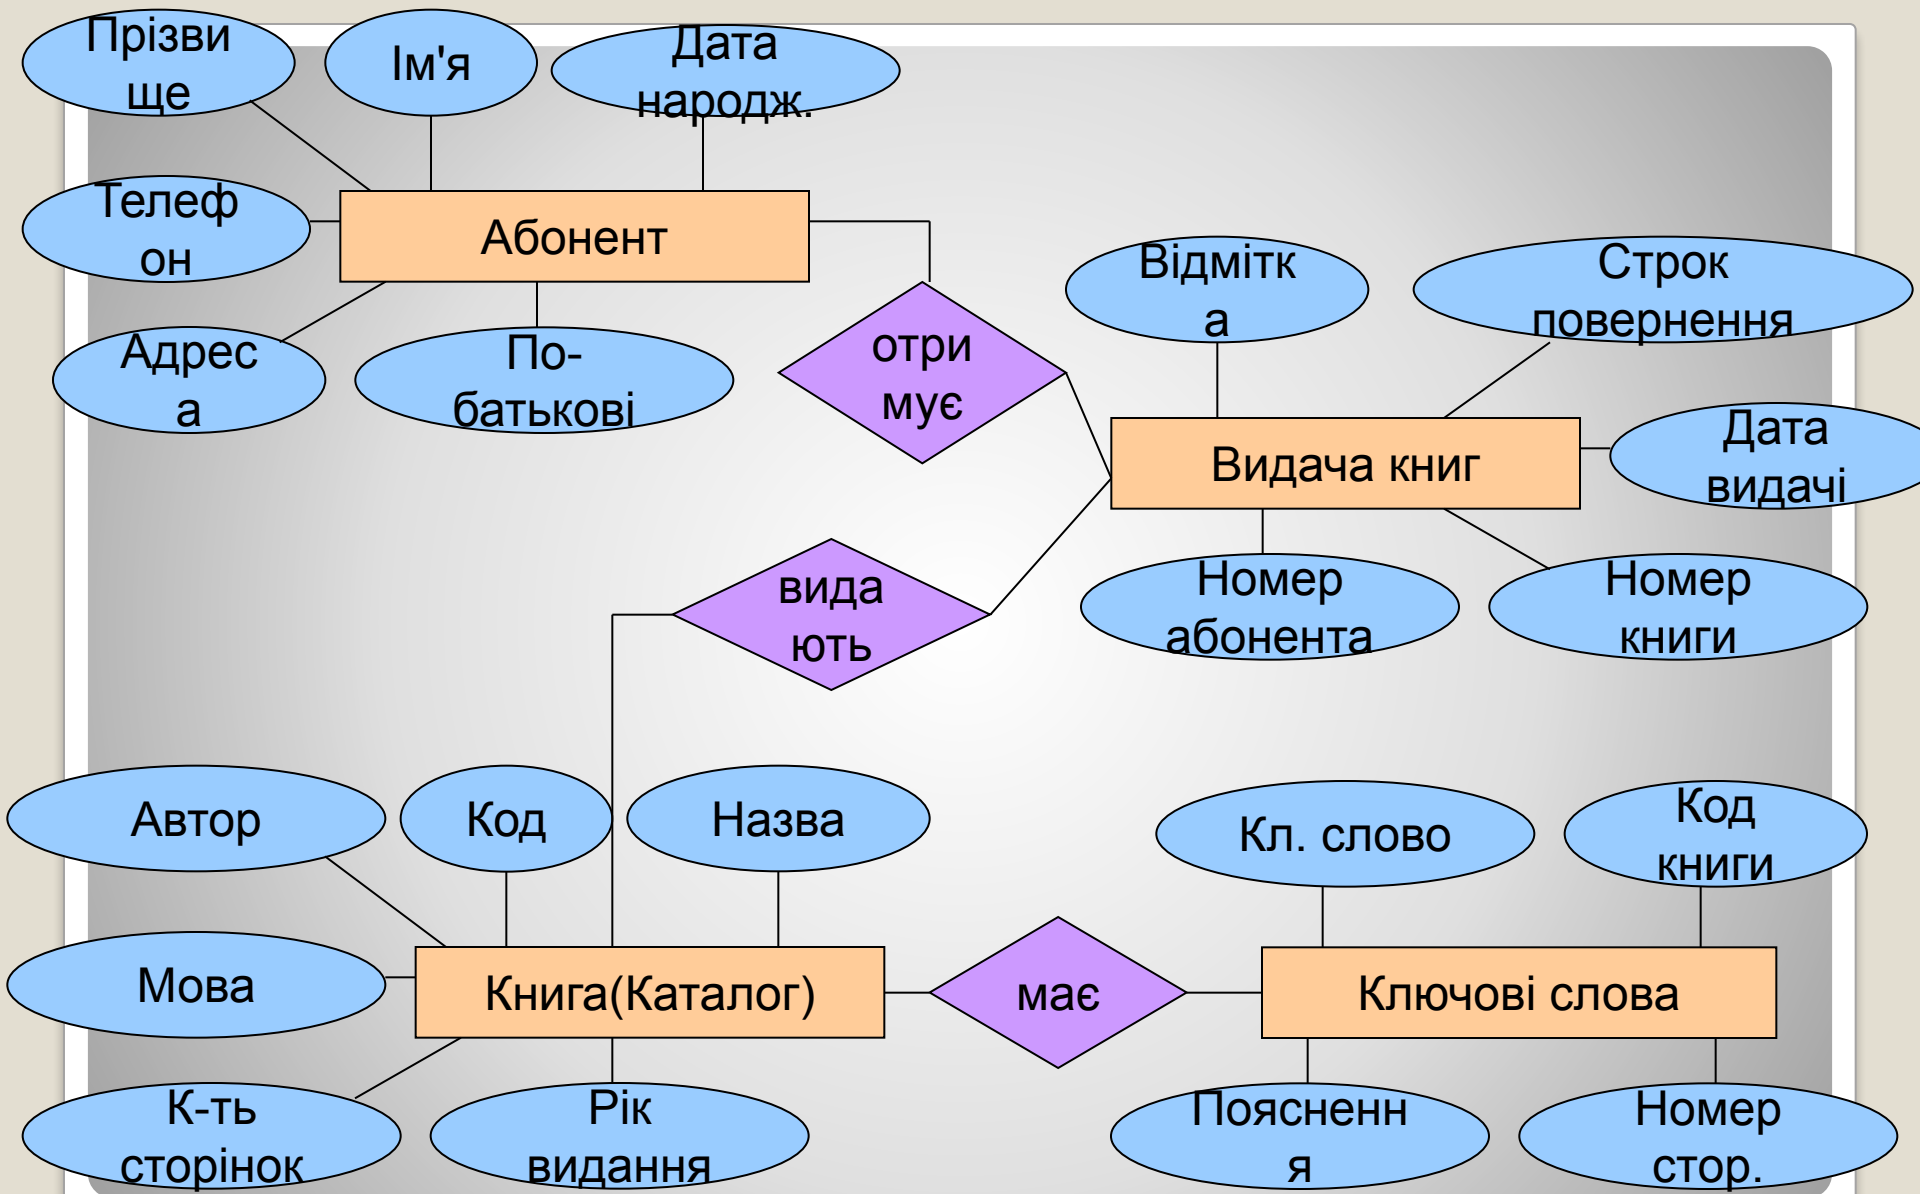 Прізви
ще
Ім'я
Дата
народж.
Телеф
он
Абонент
Адрес
а
По-
батькові
отри
мує
Відмітк
а
Строк
повернення
Видача книг
Дата
видачі
вида
ють
Номер
абонента
Номер
книги
Автор
Код
Назва
Кл. слово
Код
книги
Мова
Книга(Каталог)
має
Ключові слова
К-ть
сторінок
Рік
видання
Поясненн
я
Номер
стор.